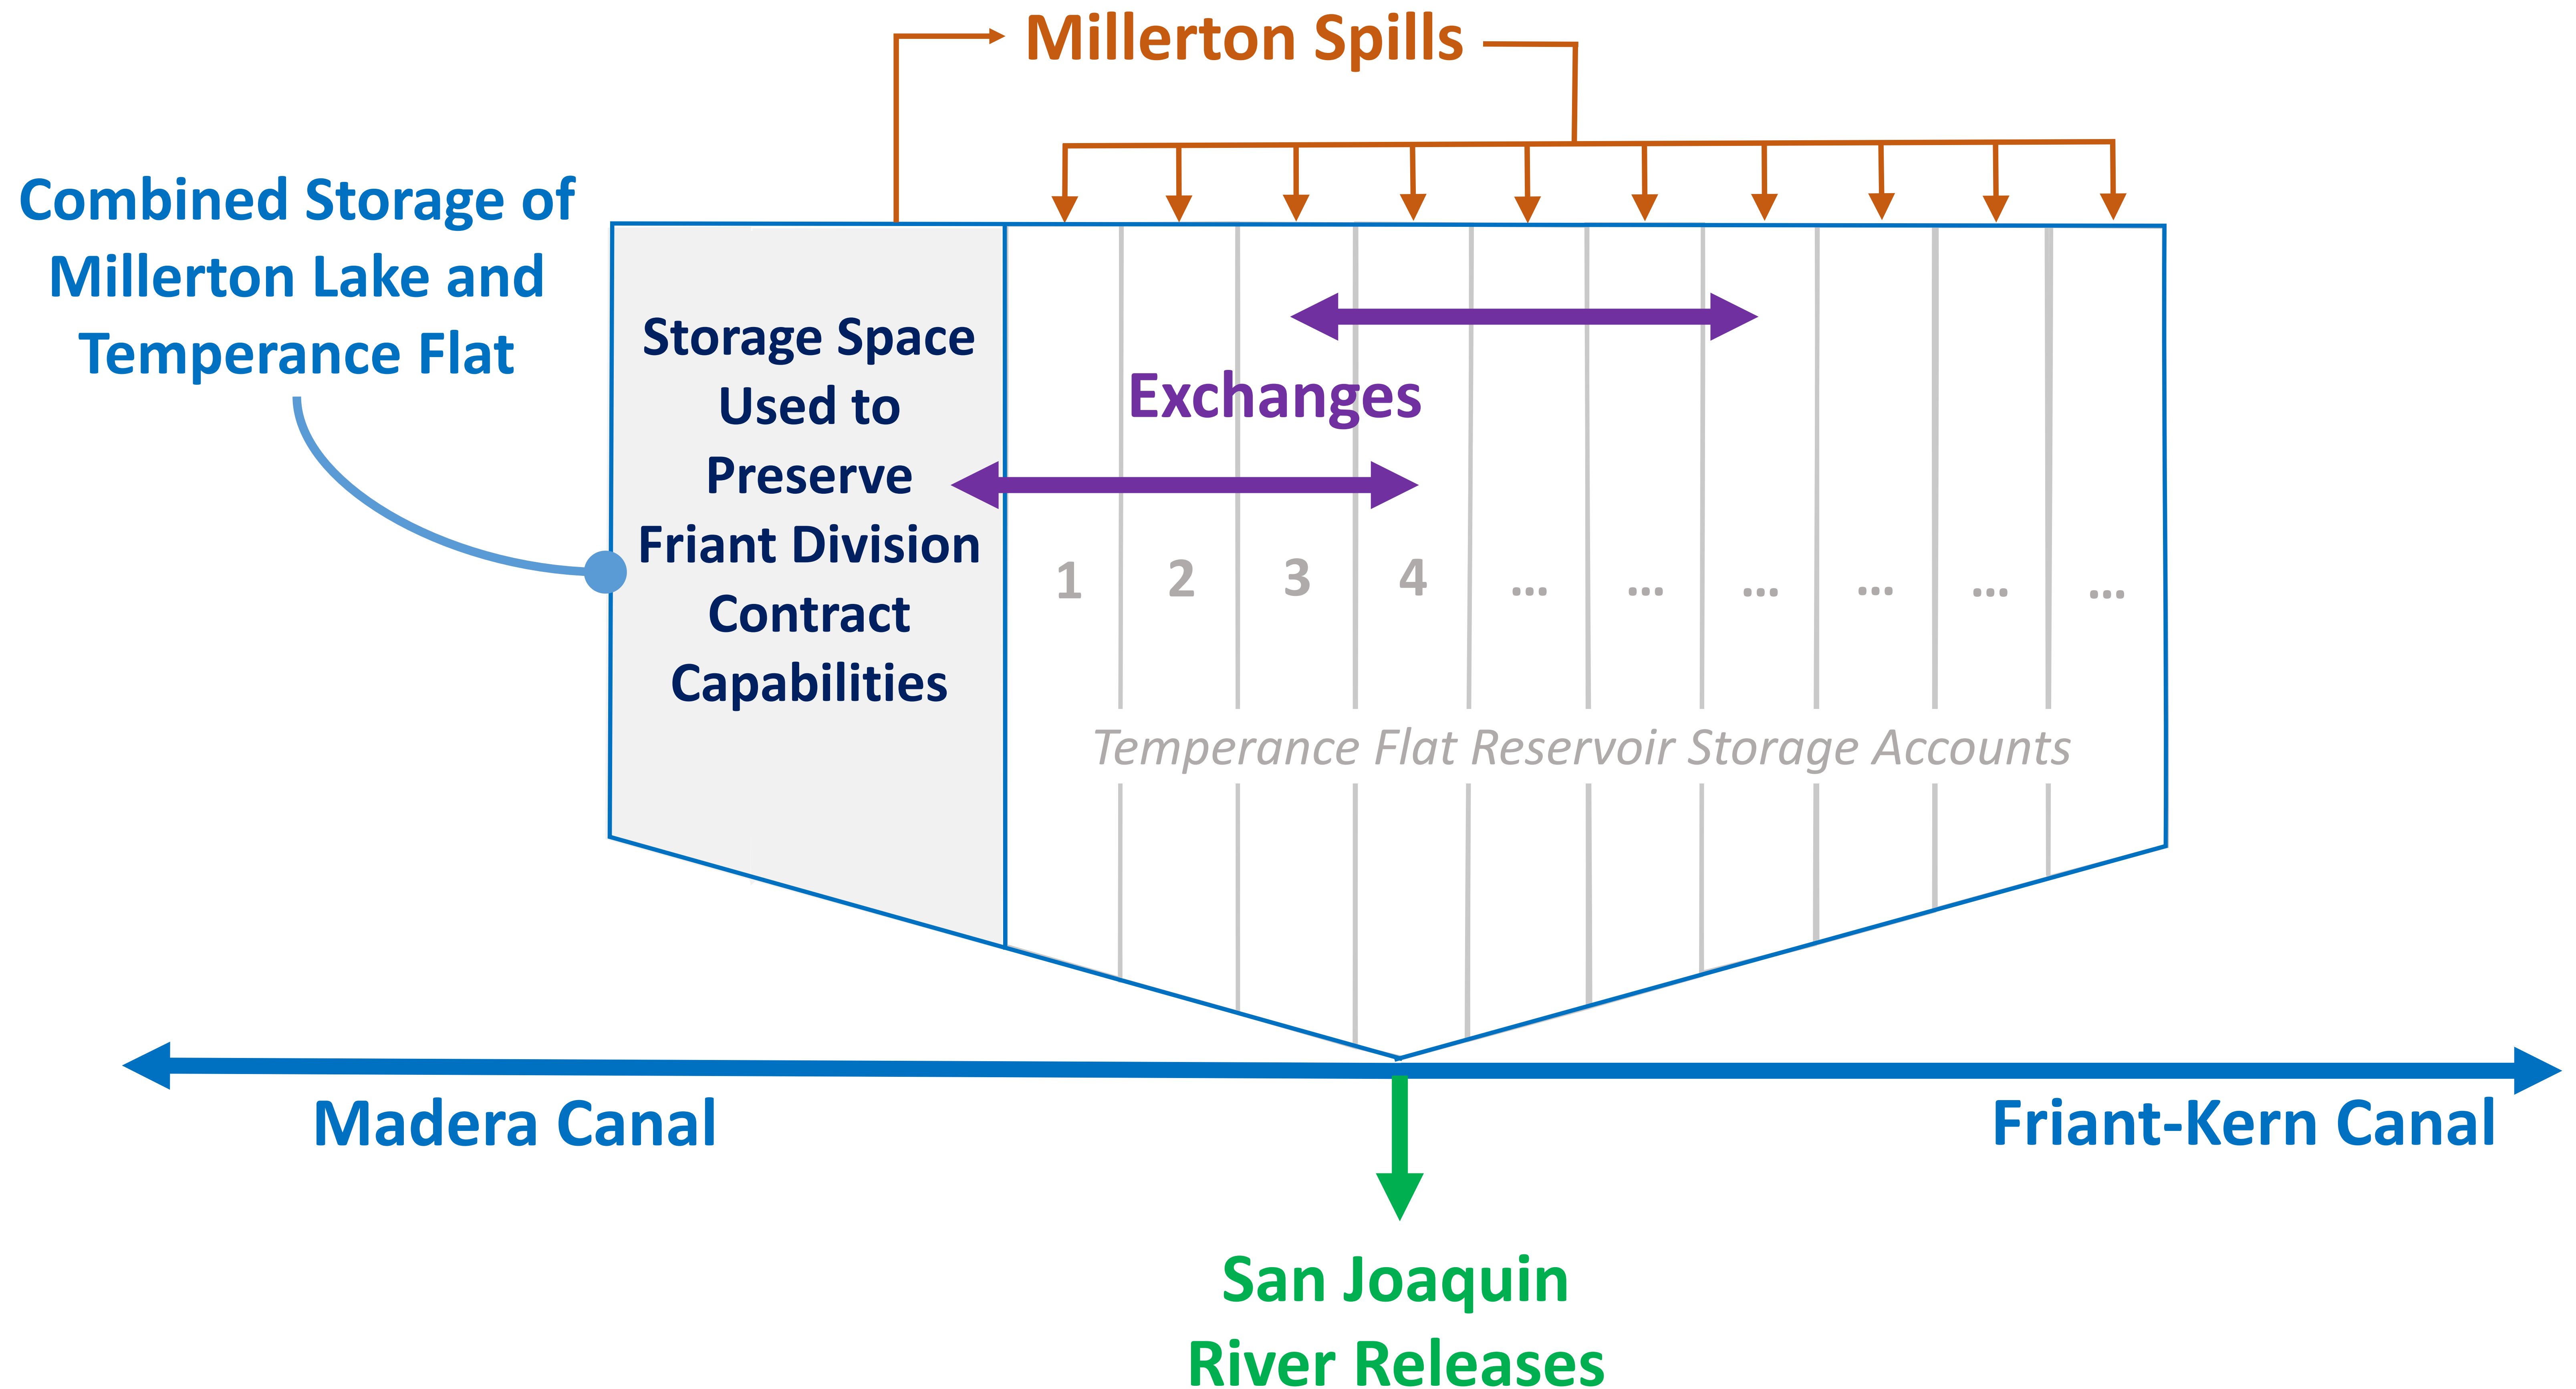 Millerton Spills
Combined Storage of
Millerton Lake and
Temperance Flat
Storage Space
Used to
Preserve
Friant Division
Contract
Capabilities
Exchanges
1 2 3 4 ... ... ... ... ... ...
Temperance Flat Reservoir Storage Accounts
Madera Canal
Friant-Kern Canal
San Joaquin
River Releases